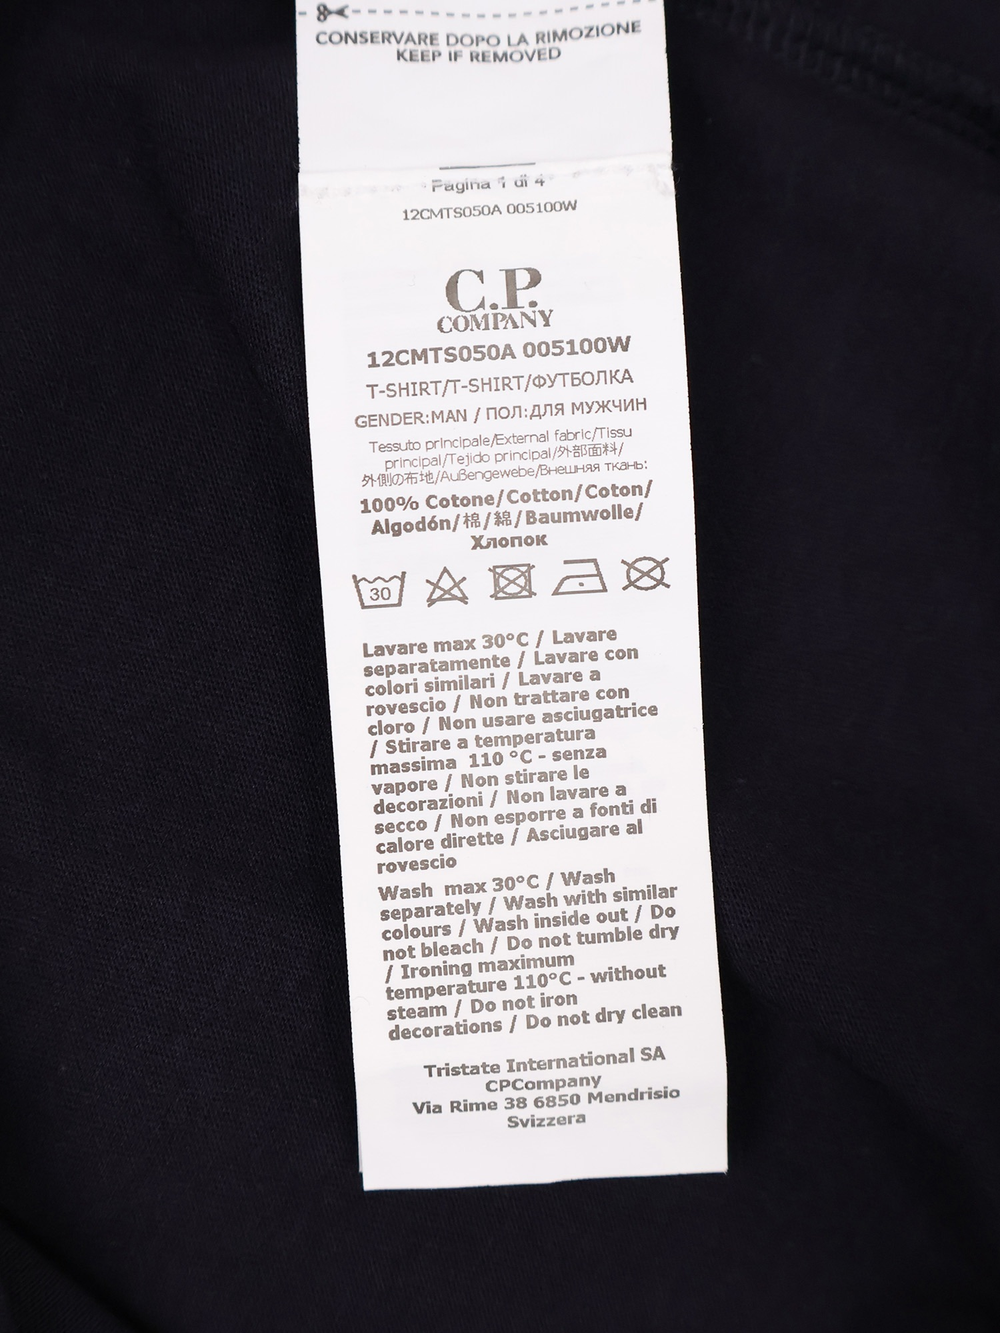 CONSERVARE DOPO LA RIMOZIONE
KEEP IF REMOVED
Pagina 1 di 4
12CMTS050A 005100W
C.P.
COMPANY
12CMTS050A 005100W
T-SHIRT/T-SHIRT/ФУТБОЛКА
GENDER:MAN / ПОЛ:ДЛЯ МУЖЧИН
Tessuto principale/External fabric/Tissu
principal/Tejido principal/外部面料/
外側の布地/Außengewebe/Внешняя ткань:
100% Cotone/Cotton/Coton/
Algodón/棉/綿/Baumwolle/
Хлопок
30
Lavare max 30°C / Lavare
separatamente / Lavare con
colori similari / Lavare a
rovescio / Non trattare con
cloro / Non usare asciugatrice
/ Stirare a temperatura
massima 110 °C - senza
vapore / Non stirare le
decorazioni / Non lavare a
secco / Non esporre a fonti di
calore dirette / Asciugare al
rovescio
Wash max 30°C / Wash
separately / Wash with similar
colours / Wash inside out / Do
not bleach / Do not tumble dry
/ Ironing maximum
temperature 110°C - without
steam / Do not iron
decorations / Do not dry clean
Tristate International SA
CPCompany
Via Rime 38 6850 Mendrisio
Svizzera